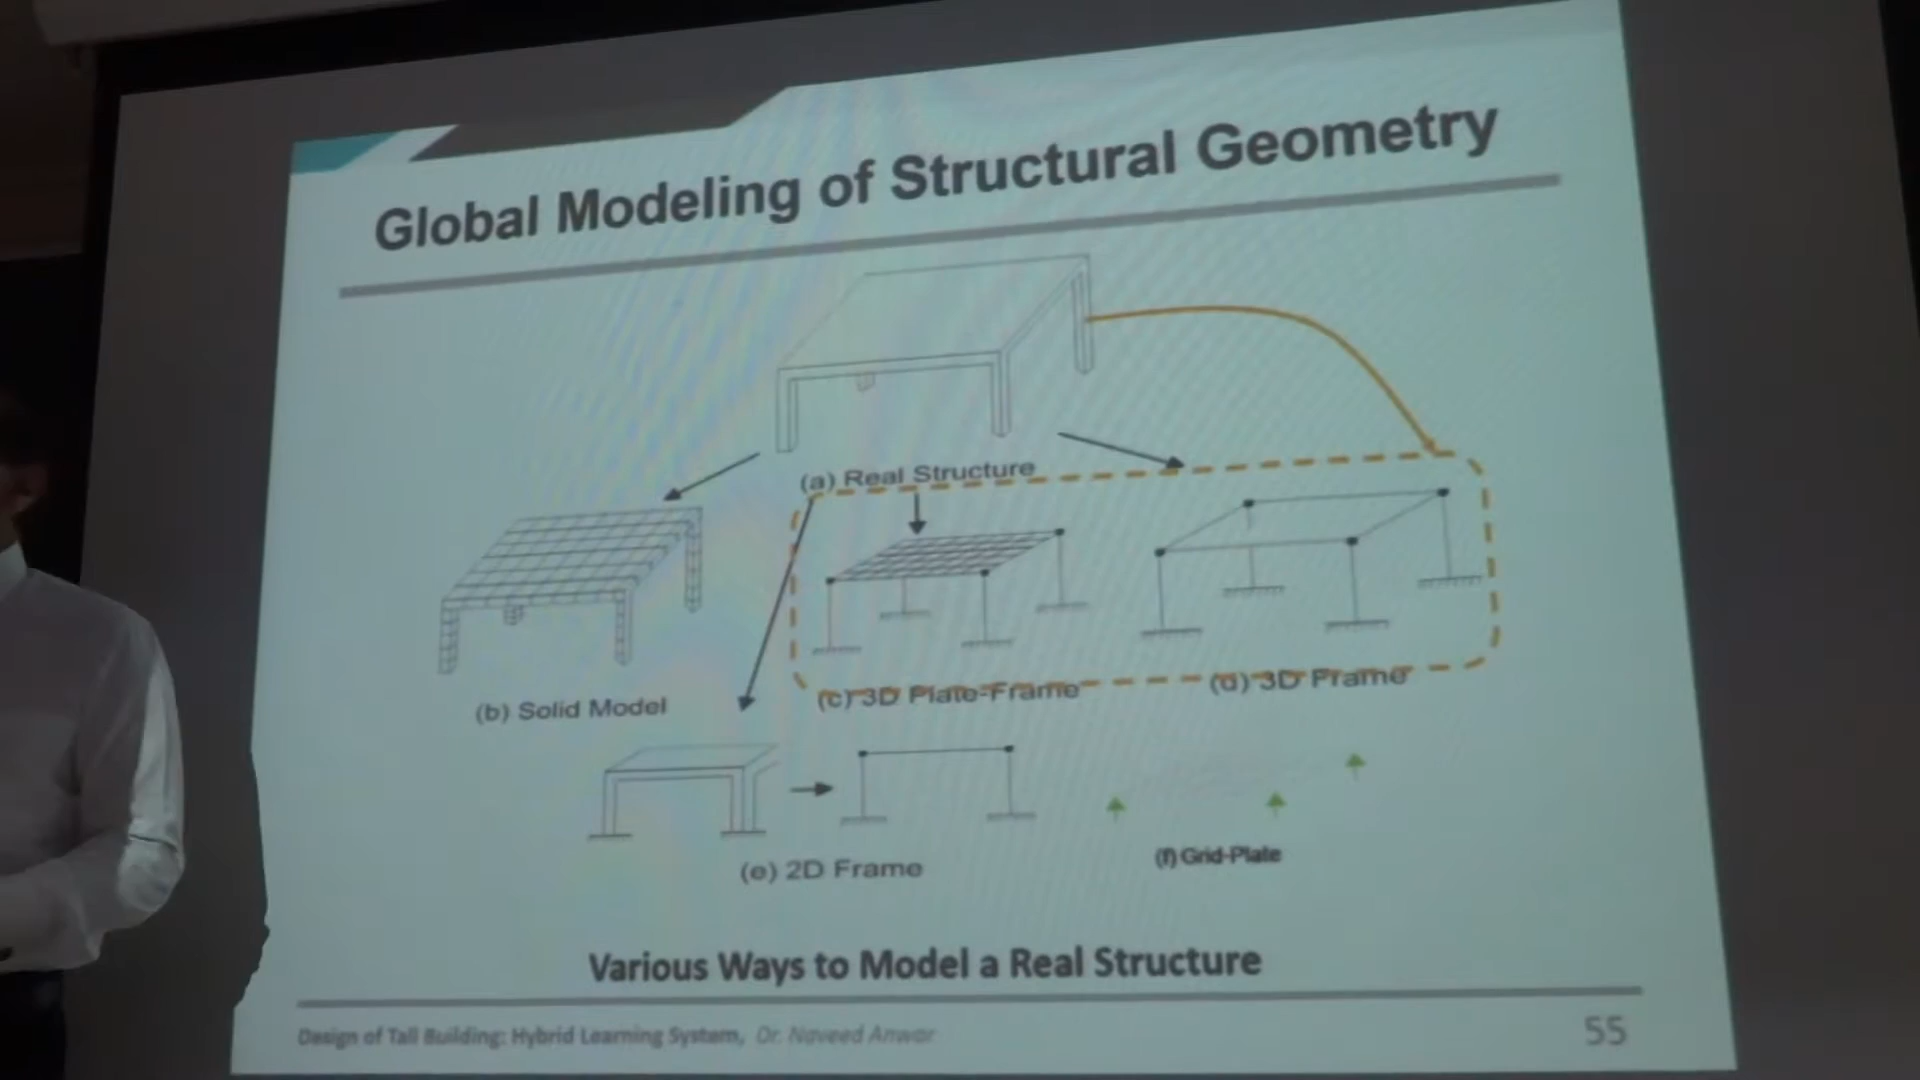 Global Modeling of Structural Geometry
(a) Real Structure
(b) Solid Model
(c) 3D Plate-Frame
(d) 3D Frame
(e) 2D Frame
(f) Grid-Plate
Various Ways to Model a Real Structure
Design of Tall Building: Hybrid Learning System, Dr. Naveed Anwar
55